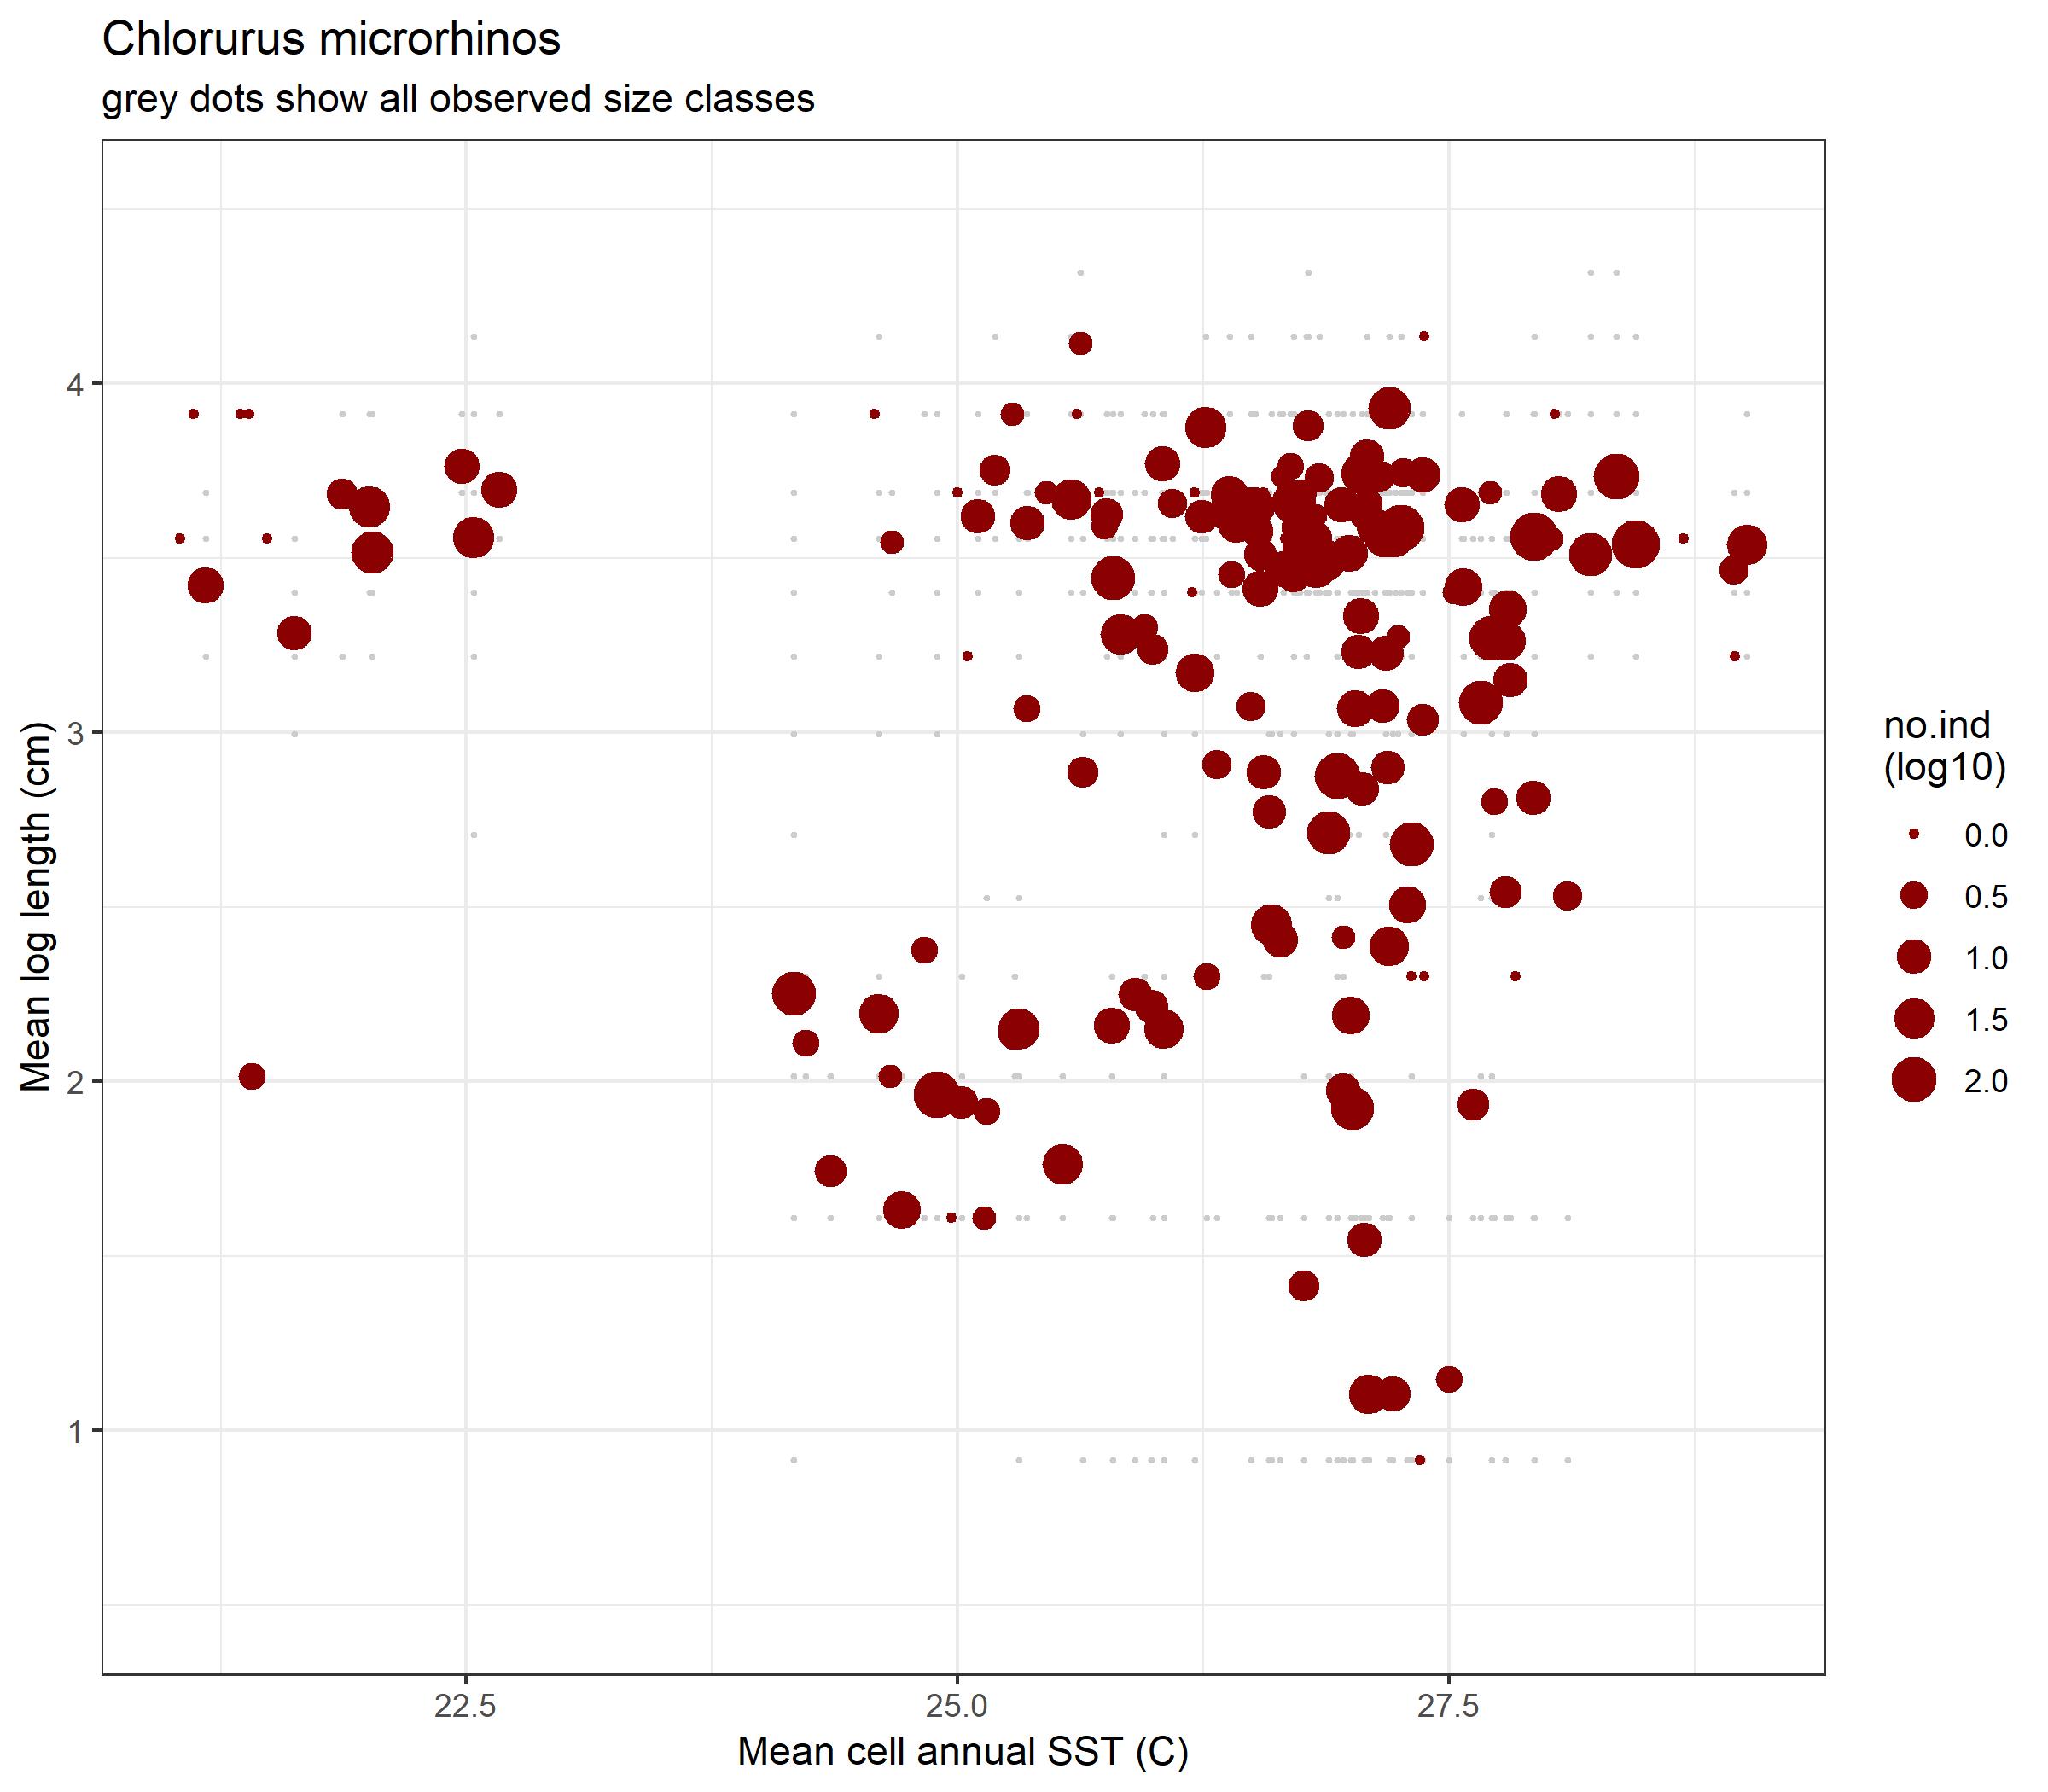 Chlorurus microrhinos
grey dots show all observed size classes
Mean log length (cm)
4
3
2
1
22.5
25.0
27.5
Mean cell annual SST (C)
no.ind
(log10)
0.0
0.5
1.0
1.5
2.0